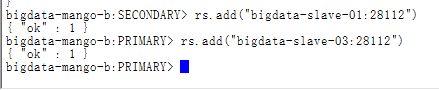 }
bigdata-mango-b:SECONDARY> rs.add("bigdata-slave-01:28112")
{ "ok" : 1 }
bigdata-mango-b:PRIMARY> rs.add("bigdata-slave-03:28112")
{ "ok" : 1 }
bigdata-mango-b:PRIMARY>